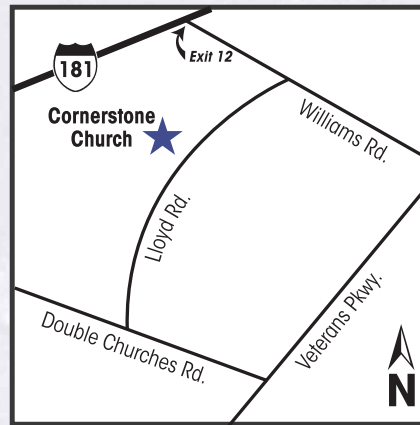 181
Exit 12
Cornerstone
Church
Williams Rd.
Lloyd Rd.
Veterans Pkwy.
Double Churches Rd.
N